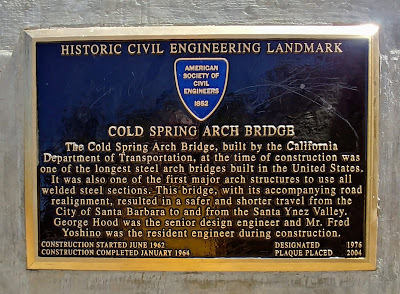 HISTORIC CIVIL ENGINEERING LANDMARK
AMERICAN
SOCIETY OF
CIVIL
ENGINEERS
1852
COLD SPRING ARCH BRIDGE
The Cold Spring Arch Bridge, built by the California
Department of Transportation, at the time of construction was
one of the longest steel arch bridges built in the United States.
It was also one of the first major arch structures to use all
welded steel sections. This bridge, with its accompanying road
realignment, resulted in a safer and shorter travel from the
City of Santa Barbara to and from the Santa Ynez Valley.
George Hood was the senior design engineer and Mr. Fred
Yoshino was the resident engineer during construction.
CONSTRUCTION STARTED JUNE 1962 DESIGNATED 1976
CONSTRUCTION COMPLETED JANUARY 1964 PLAQUE PLACED 2004